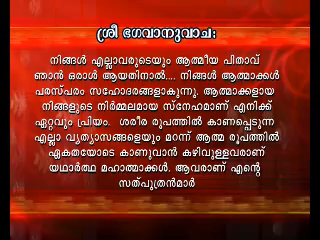 ശ്രീ ഭഗവാനുവാച:
നിങ്ങൾ എല്ലാവരുടെയും ആത്മീയ പിതാവ്
ഞാൻ ഒരാൾ ആയതിനാൽ.... നിങ്ങൾ ആത്മാക്കൾ
പരസ്പരം സഹോദരങ്ങളാകുന്നു. ആത്മാക്കളായ
നിങ്ങളുടെ നിർമ്മലമായ സ്നേഹമാണ് എനിക്ക്
ഏറ്റവും പ്രിയം. ശരീര രൂപത്തിൽ കാണപ്പെടുന്ന
എല്ലാ വ്യത്യാസങ്ങളെയും മറന്ന് ആത്മ രൂപത്തിൽ
ഏകതയോടെ കാണുവാൻ കഴിവുള്ളവരാണ്
യഥാർത്ഥ മഹാത്മാക്കൾ. അവരാണ് എന്റെ
സത്പുത്രൻമാർ